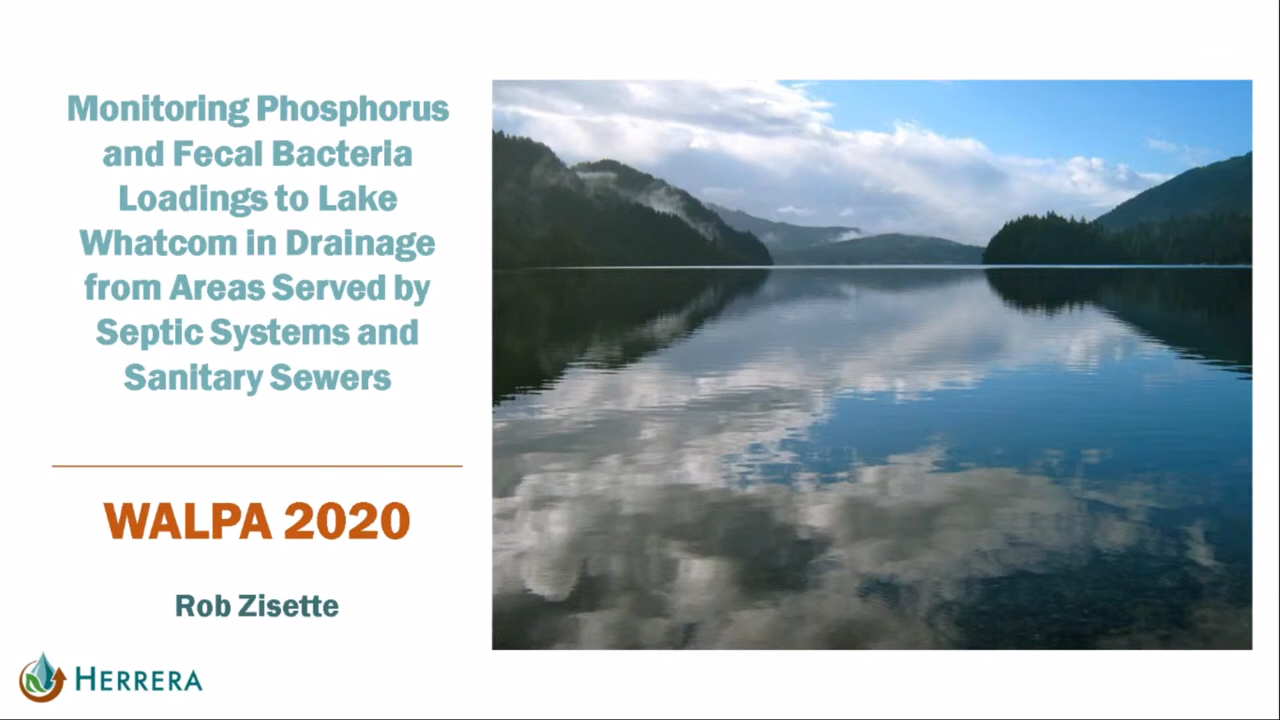 Monitoring Phosphorus
and Fecal Bacteria
Loadings to Lake
Whatcom in Drainage
from Areas Served by
Septic Systems and
Sanitary Sewers
WALPA 2020
Rob Zisette
HERRERA